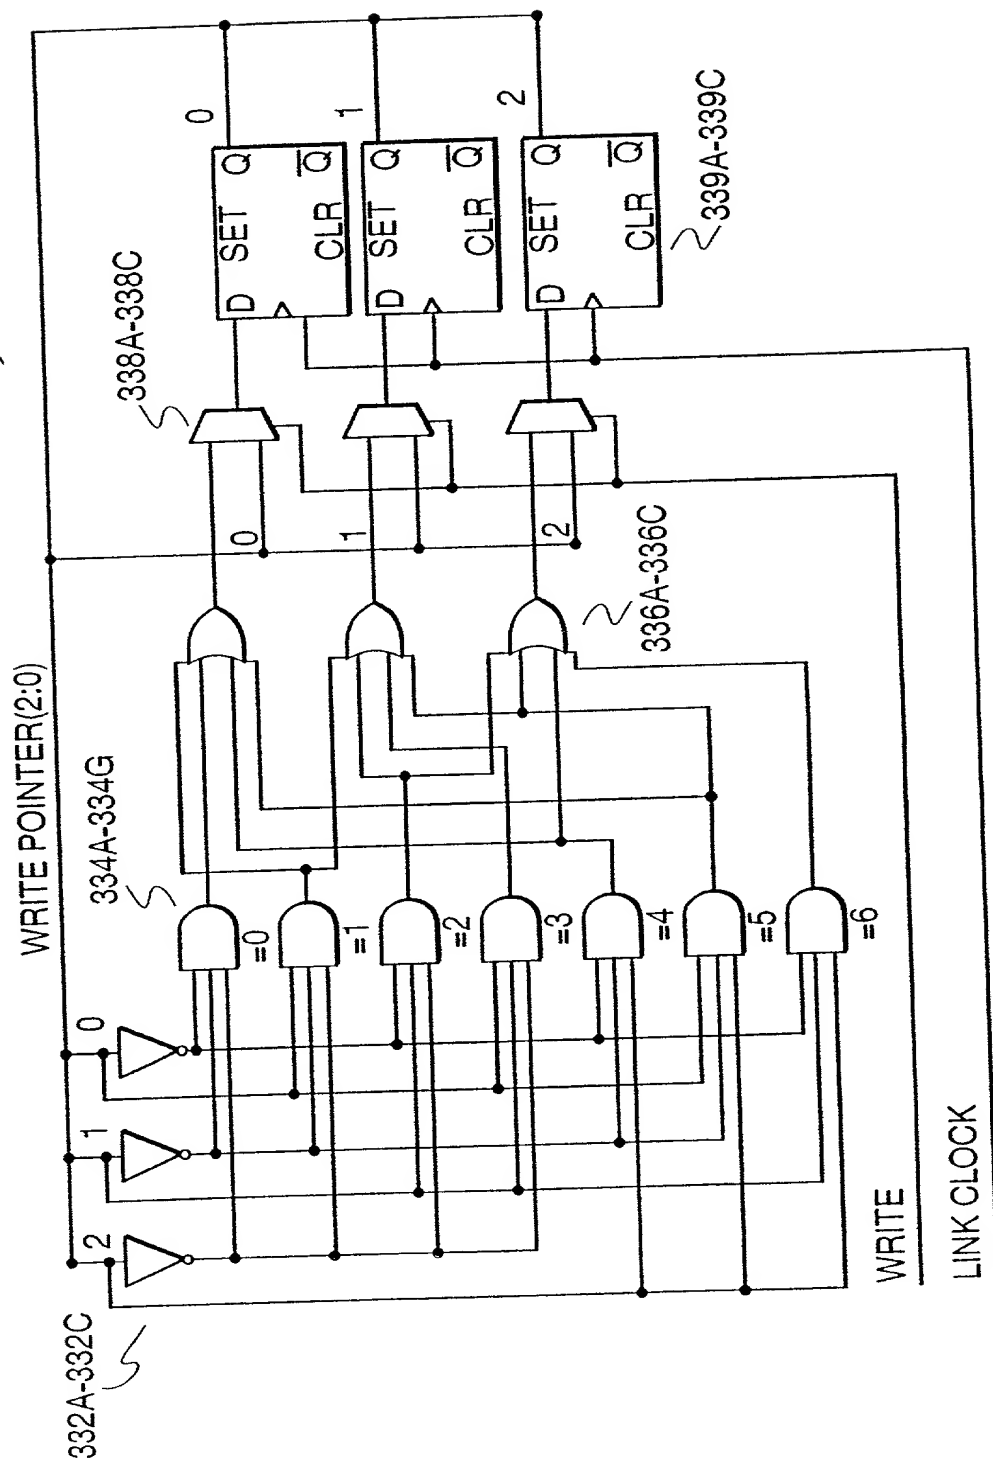 WRITE POINTER(2:0)
332A-332C
2
1
0
334A-334G
=0
=1
=2
=3
=4
=5
=6
336A-336C
0
1
2
338A-338C
D SET Q
CLR Q̅
0
D SET Q
CLR Q̅
1
D SET Q
CLR Q̅
2
339A-339C
WRITE
LINK CLOCK